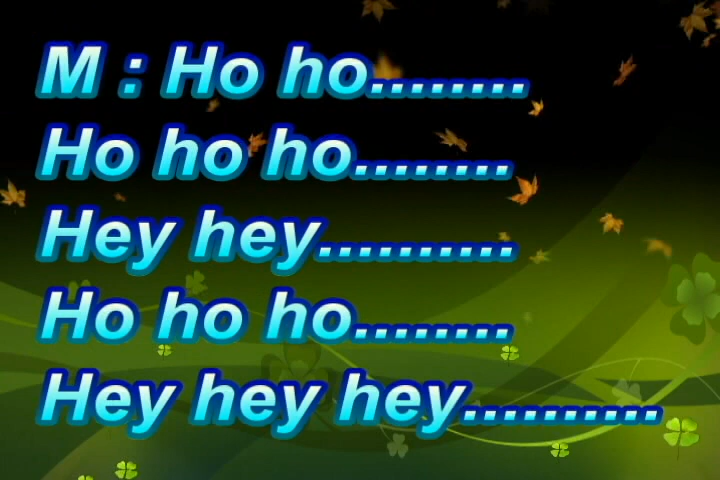 M : Ho ho........
Ho ho ho........
Hey hey..........
Ho ho ho........
Hey hey hey..........